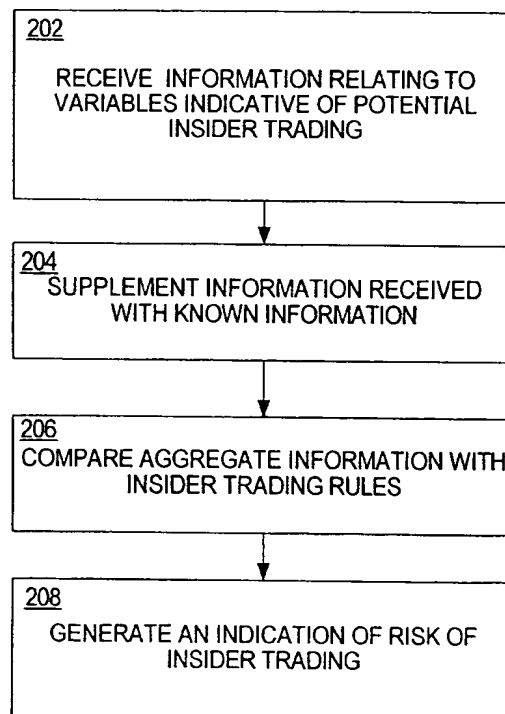 202
RECEIVE INFORMATION RELATING TO
VARIABLES INDICATIVE OF POTENTIAL
INSIDER TRADING
204
SUPPLEMENT INFORMATION RECEIVED
WITH KNOWN INFORMATION
206
COMPARE AGGREGATE INFORMATION WITH
INSIDER TRADING RULES
208
GENERATE AN INDICATION OF RISK OF
INSIDER TRADING